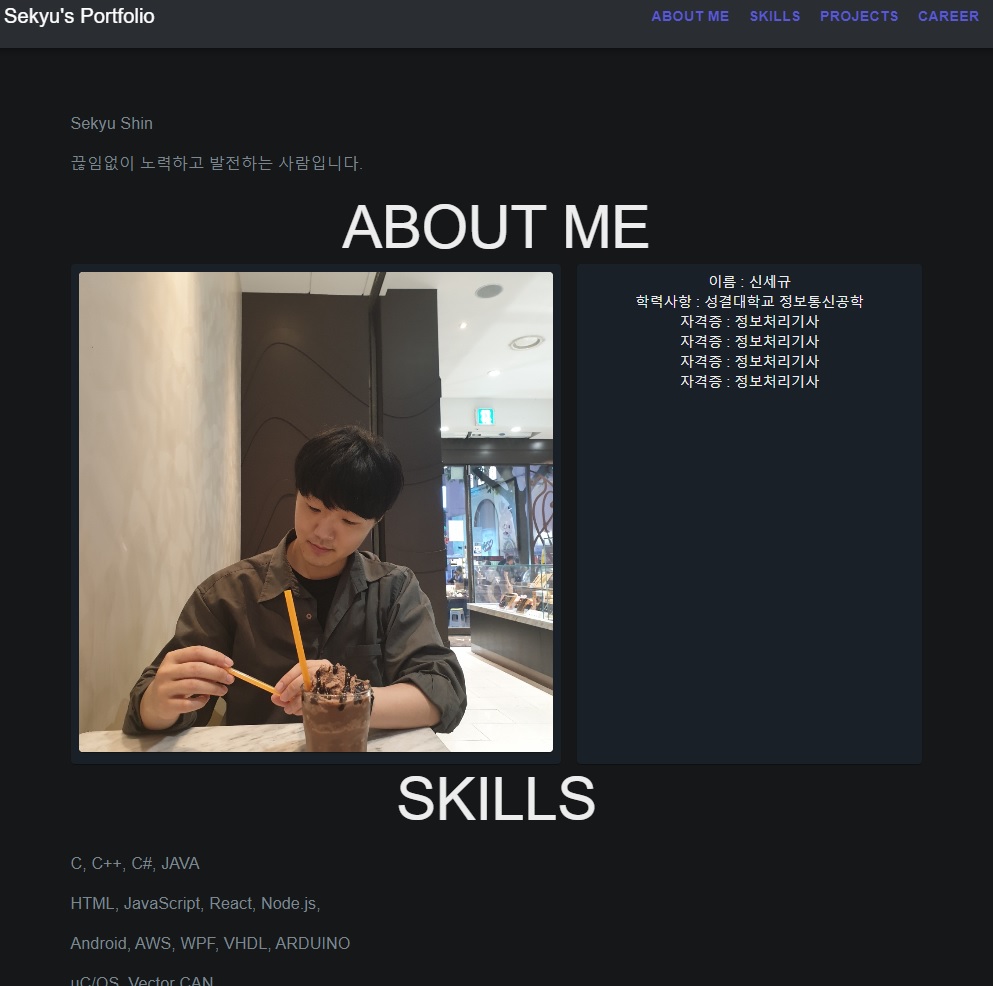 Sekyu's Portfolio
ABOUT ME SKILLS PROJECTS CAREER
Sekyu Shin
끊임없이 노력하고 발전하는 사람입니다.
ABOUT ME
이름 : 신세규
학력사항 : 성결대학교 정보통신공학
자격증 : 정보처리기사
자격증 : 정보처리기사
자격증 : 정보처리기사
자격증 : 정보처리기사
SKILLS
C, C++, C#, JAVA
HTML, JavaScript, React, Node.js,
Android, AWS, WPF, VHDL, ARDUINO
uC/OS, Vector CAN